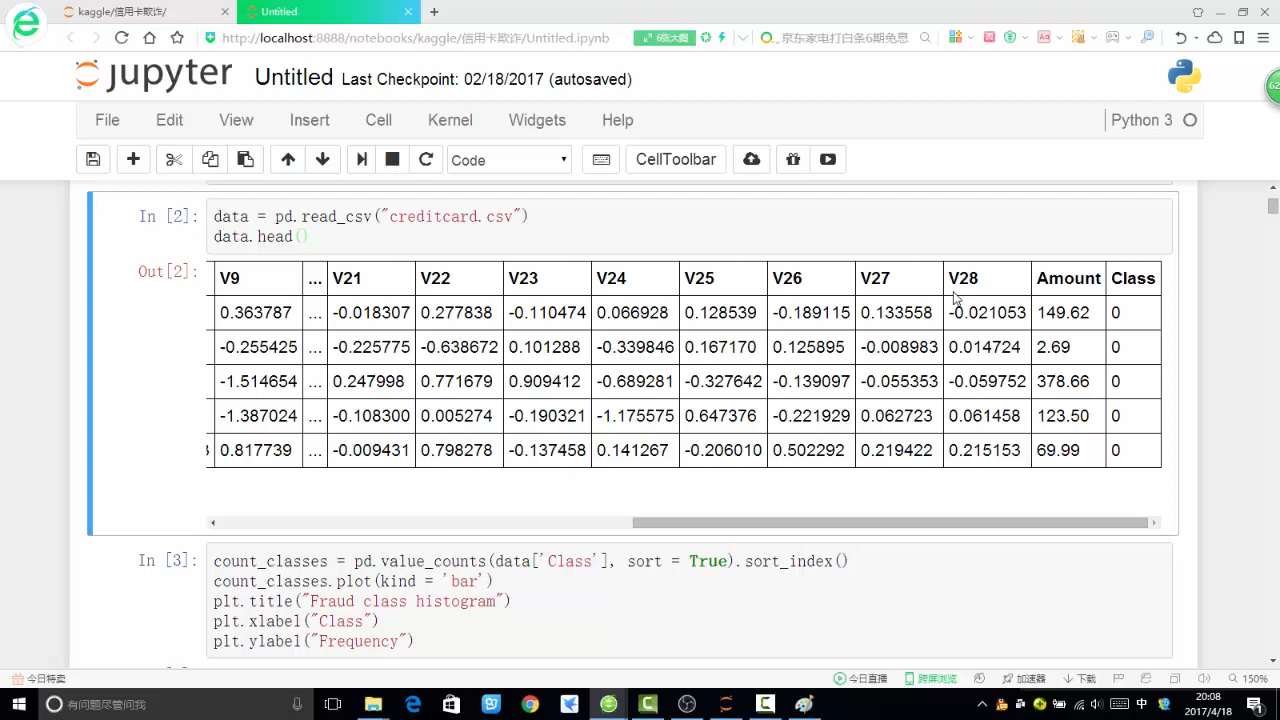 kaggle/信用卡欺诈/
Untitled
http://localhost:8888/notebooks/kaggle/信用卡欺诈/Untitled.ipynb
6张大图
京东家电打白条6期免息
jupyter Untitled Last Checkpoint: 02/18/2017 (autosaved)
62
File Edit View Insert Cell Kernel Widgets Help Python 3
Code CellToolbar
In [2]: data = pd.read_csv("creditcard.csv")
data.head()
Out[2]:
V9 ... V21 V22 V23 V24 V25 V26 V27 V28 Amount Class
0.363787 ... -0.018307 0.277838 -0.110474 0.066928 0.128539 -0.189115 0.133558 -0.021053 149.62 0
-0.255425 ... -0.225775 -0.638672 0.101288 -0.339846 0.167170 0.125895 -0.008983 0.014724 2.69 0
-1.514654 ... 0.247998 0.771679 0.909412 -0.689281 -0.327642 -0.139097 -0.055353 -0.059752 378.66 0
-1.387024 ... -0.108300 0.005274 -0.190321 -1.175575 0.647376 -0.221929 0.062723 0.061458 123.50 0
0.817739 ... -0.009431 0.798278 -0.137458 0.141267 -0.206010 0.502292 0.219422 0.215153 69.99 0
In [3]: count_classes = pd.value_counts(data['Class'], sort = True).sort_index()
count_classes.plot(kind = 'bar')
plt.title("Fraud class histogram")
plt.xlabel("Class")
plt.ylabel("Frequency")
今日特卖 今日直播 跨屏浏览 加速器 下载 150%
有问题尽管问我
20:08
2017/4/18